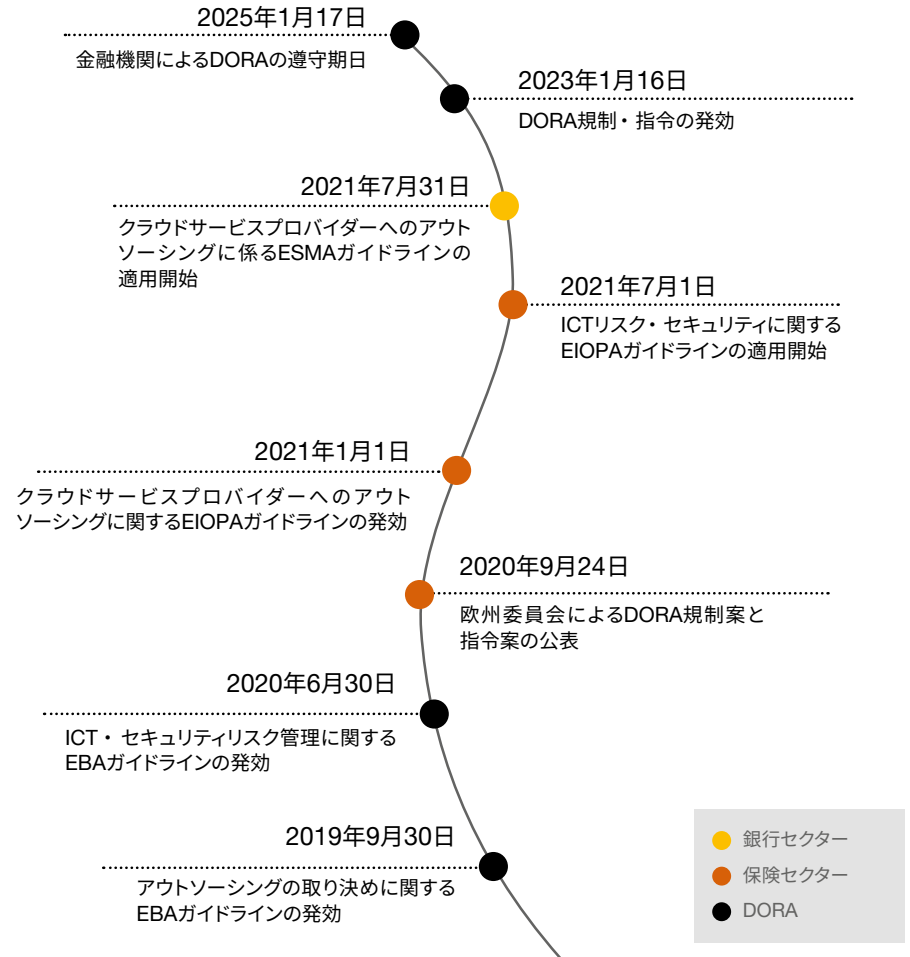 2025年1月17日
金融機関によるDORAの遵守期日
2023年1月16日
DORA規制・指令の発効
2021年7月31日
クラウドサービスプロバイダーへのアウト
ソーシングに係るESMAガイドラインの
適用開始
2021年7月1日
ICTリスク・セキュリティに関する
EIOPAガイドラインの適用開始
2021年1月1日
クラウドサービスプロバイダーへのアウト
ソーシングに関するEIOPAガイドラインの発効
2020年9月24日
欧州委員会によるDORA規制案と
指令案の公表
2020年6月30日
ICT・セキュリティリスク管理に関する
EBAガイドラインの発効
2019年9月30日
アウトソーシングの取り決めに関する
EBAガイドラインの発効
銀行セクター
保険セクター
DORA